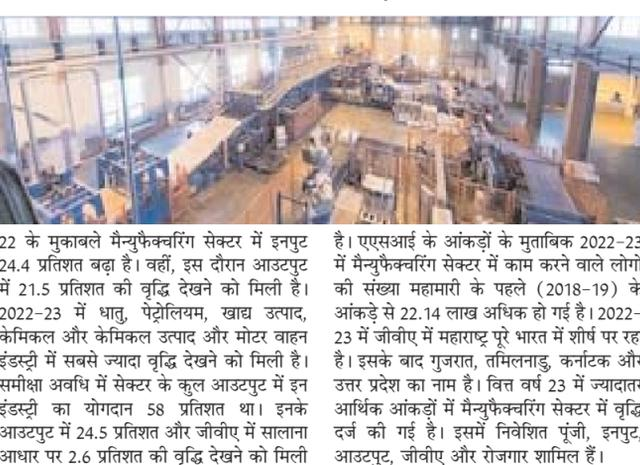 22 के मुकाबले मैन्युफैक्चरिंग सेक्टर में इनपुट
24.4 प्रतिशत बढ़ा है। वहीं, इस दौरान आउटपुट
में 21.5 प्रतिशत की वृद्धि देखने को मिली है।
2022-23 में धातु, पेट्रोलियम, खाद्य उत्पाद,
केमिकल और केमिकल उत्पाद और मोटर वाहन
इंडस्ट्री में सबसे ज्यादा वृद्धि देखने को मिली है।
समीक्षा अवधि में सेक्टर के कुल आउटपुट में इन
इंडस्ट्री का योगदान 58 प्रतिशत था। इनके
आउटपुट में 24.5 प्रतिशत और जीवीए में सालाना
आधार पर 2.6 प्रतिशत की वृद्धि देखने को मिली
है। एएसआई के आंकड़ों के मुताबिक 2022-23
में मैन्युफैक्चरिंग सेक्टर में काम करने वाले लोगों
की संख्या महामारी के पहले (2018-19) के
आंकड़े से 22.14 लाख अधिक हो गई है। 2022-
23 में जीवीए में महाराष्ट्र पूरे भारत में शीर्ष पर रहा
है। इसके बाद गुजरात, तमिलनाडु, कर्नाटक और
उत्तर प्रदेश का नाम है। वित्त वर्ष 23 में ज्यादातर
आर्थिक आंकड़ों में मैन्युफैक्चरिंग सेक्टर में वृद्धि
दर्ज की गई है। इसमें निवेशित पूंजी, इनपुट,
आउटपुट, जीवीए और रोजगार शामिल हैं।